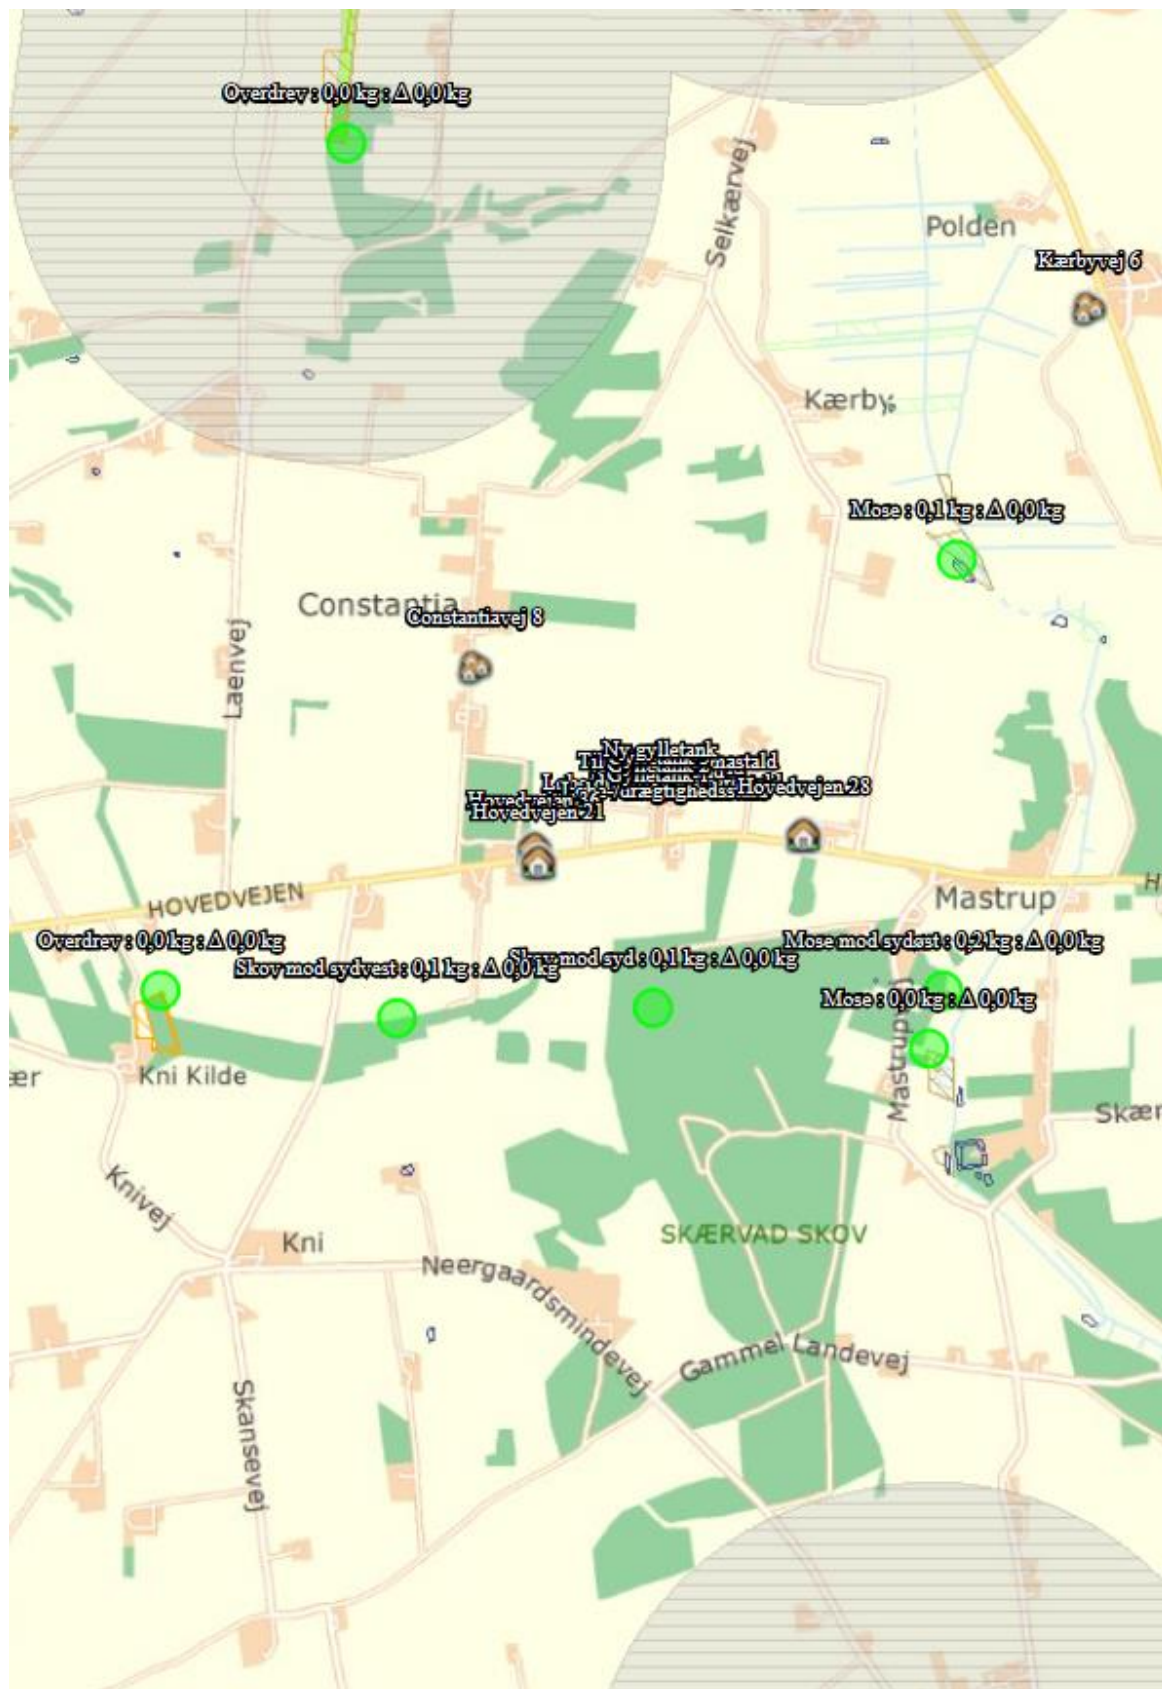 Overdrev : 0,0 kg : Δ 0,0 kg
Selkærvej
Polden
Kærbyvej 6
Kærby
Mose : 0,1 kg : Δ 0,0 kg
Constantia
Constantiavej 8
Laenvej
Ny gylletank
Hovedvejen 28
Hovedvejen 21
HOVEDVEJEN
Mastrup
H
Overdrev : 0,0 kg : Δ 0,0 kg
Skov mod sydvest : 0,1 kg : Δ 0,0 kg
Skov mod syd : 0,1 kg : Δ 0,0 kg
Mose mod sydøst : 0,2 kg : Δ 0,0 kg
Mose : 0,0 kg : Δ 0,0 kg
ær
Kni Kilde
Skær
Knivej
Kni
SKÆRVAD SKOV
Neergaardsmindevej
Gammel Landevej
Skansevej